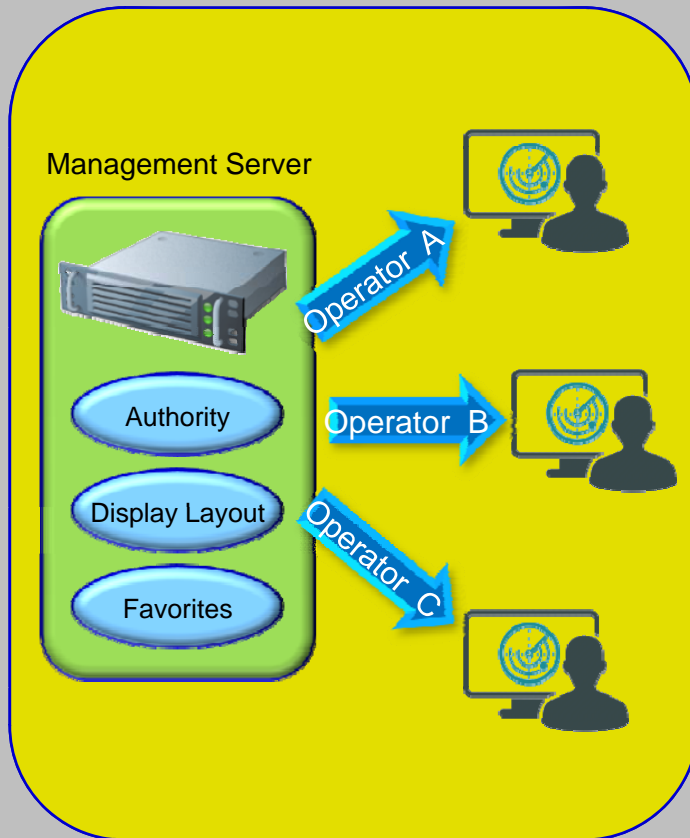 Management Server
Operator A
Authority
Operator B
Display Layout
Operator C
Favorites